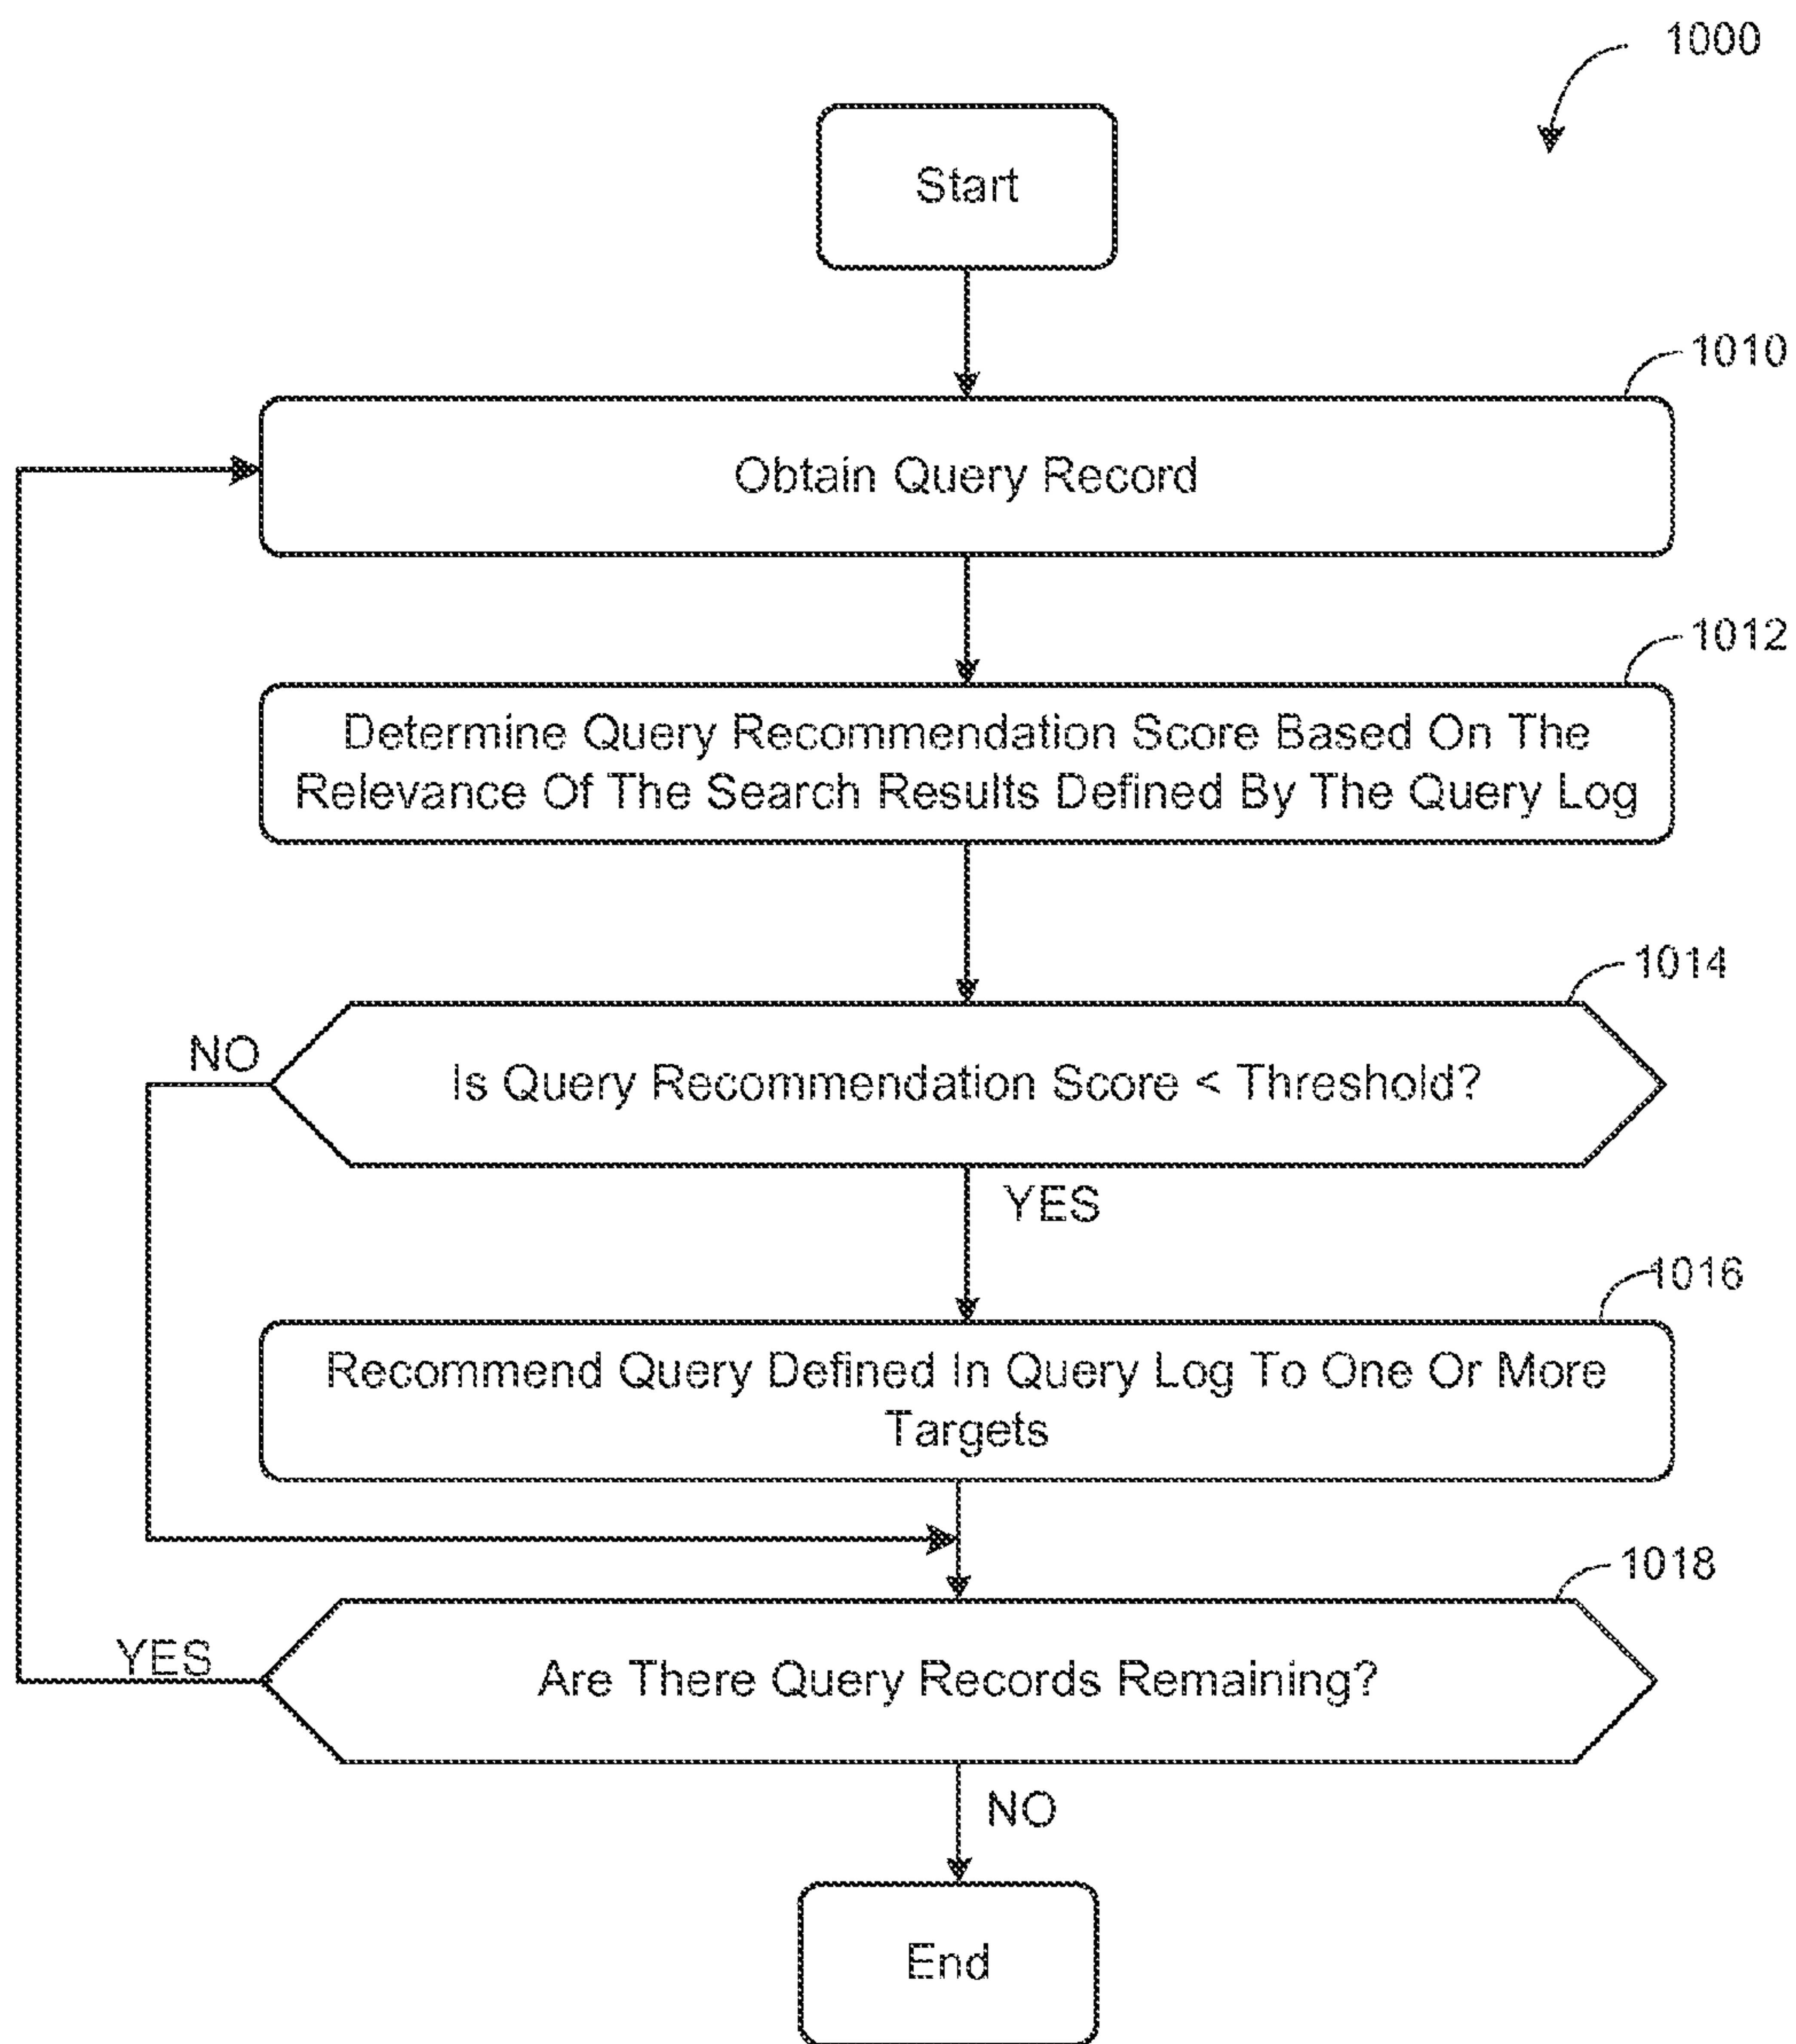 1000
Start
1010
Obtain Query Record
1012
Determine Query Recommendation Score Based On The
Relevance Of The Search Results Defined By The Query Log
1014
NO
Is Query Recommendation Score < Threshold?
YES
1016
Recommend Query Defined In Query Log To One Or More
Targets
1018
YES
Are There Query Records Remaining?
NO
End